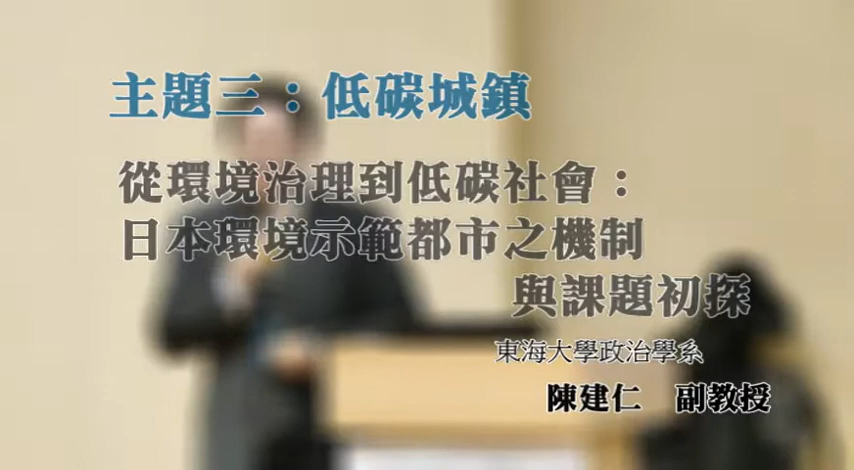 主題三：低碳城鎮
從環境治理到低碳社會：
日本環境示範都市之機制
與課題初探
東海大學政治學系
陳建仁　副教授